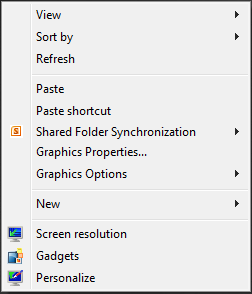 View
Sort by
Refresh
Paste
Paste shortcut
Shared Folder Synchronization
Graphics Properties...
Graphics Options
New
Screen resolution
Gadgets
Personalize